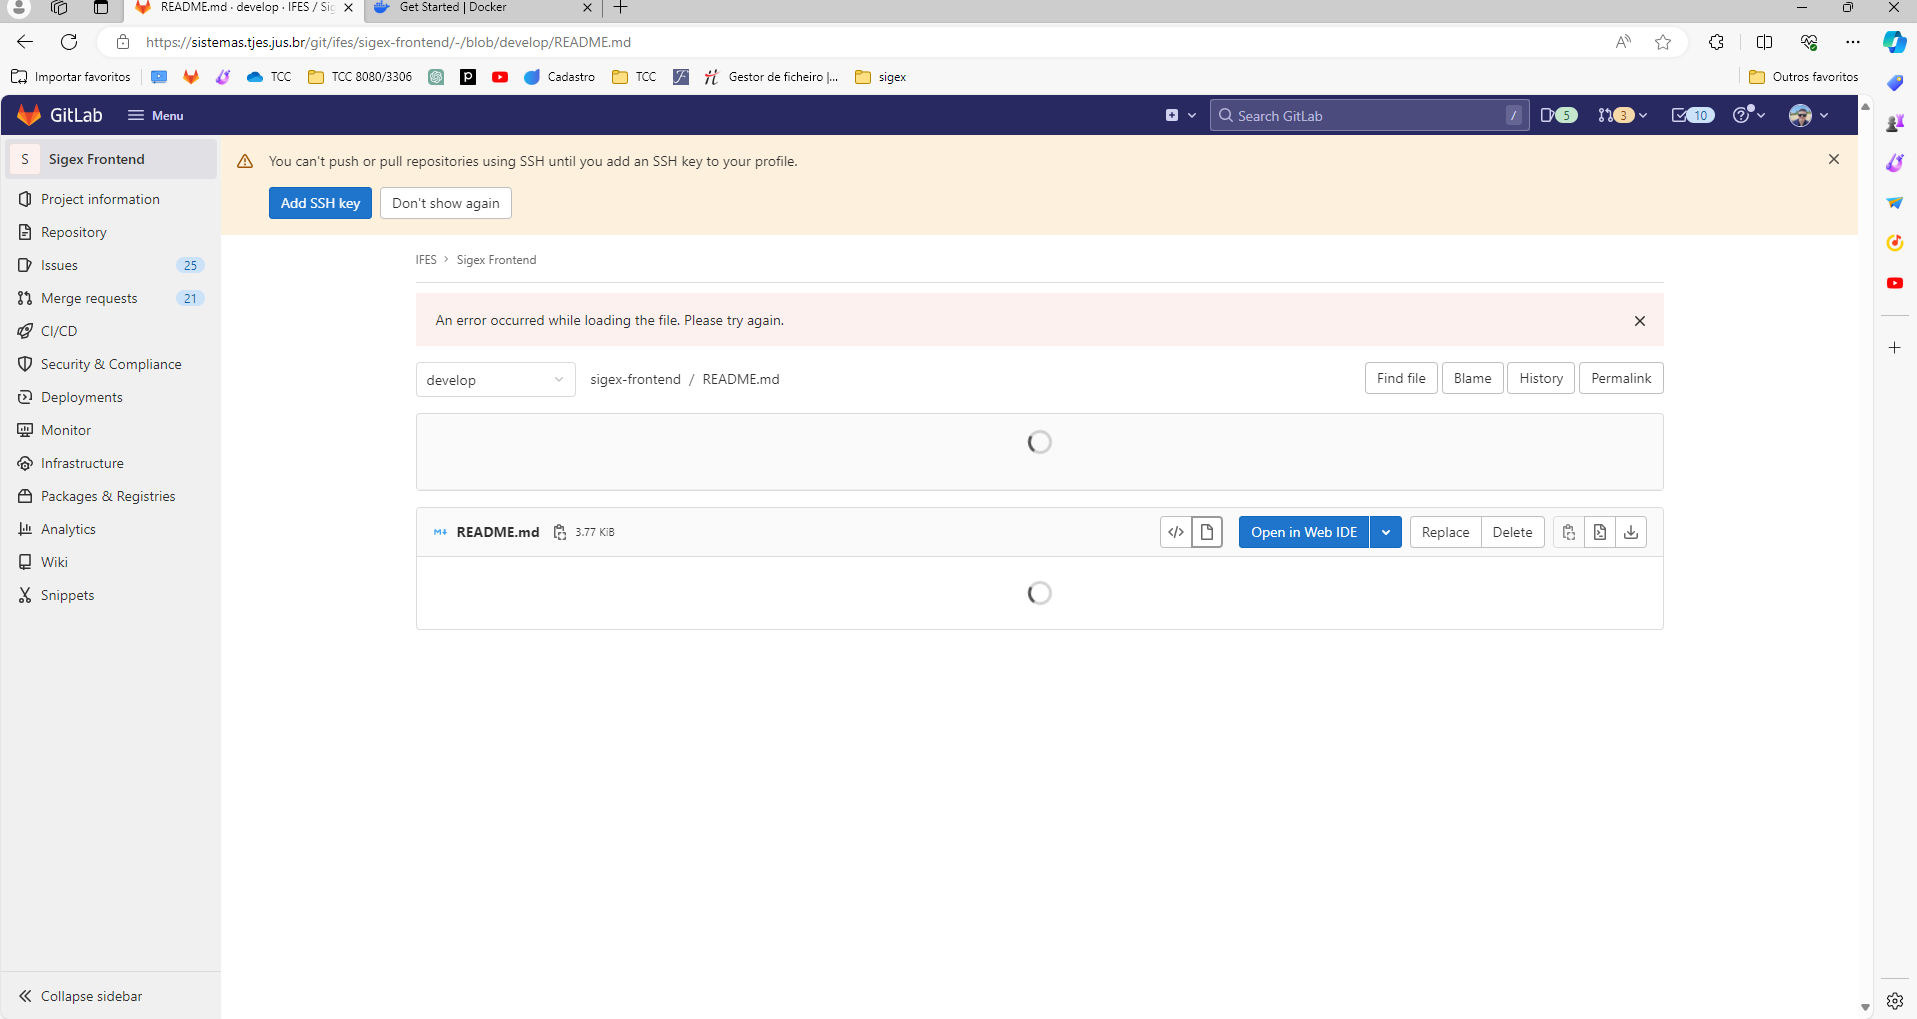 README.md · develop · IFES / Sig
Get Started | Docker
https://sistemas.tjes.jus.br/git/ifes/sigex-frontend/-/blob/develop/README.md
Importar favoritos
TCC
TCC 8080/3306
Cadastro
TCC
Gestor de ficheiro |...
sigex
Outros favoritos
GitLab
Menu
Search GitLab
/
5
3
10
S
Sigex Frontend
Project information
Repository
Issues
25
Merge requests
21
CI/CD
Security & Compliance
Deployments
Monitor
Infrastructure
Packages & Registries
Analytics
Wiki
Snippets
Collapse sidebar
You can't push or pull repositories using SSH until you add an SSH key to your profile.
Add SSH key
Don't show again
IFES
Sigex Frontend
An error occurred while loading the file. Please try again.
develop
sigex-frontend / README.md
Find file
Blame
History
Permalink
README.md
3.77 KiB
Open in Web IDE
Replace
Delete